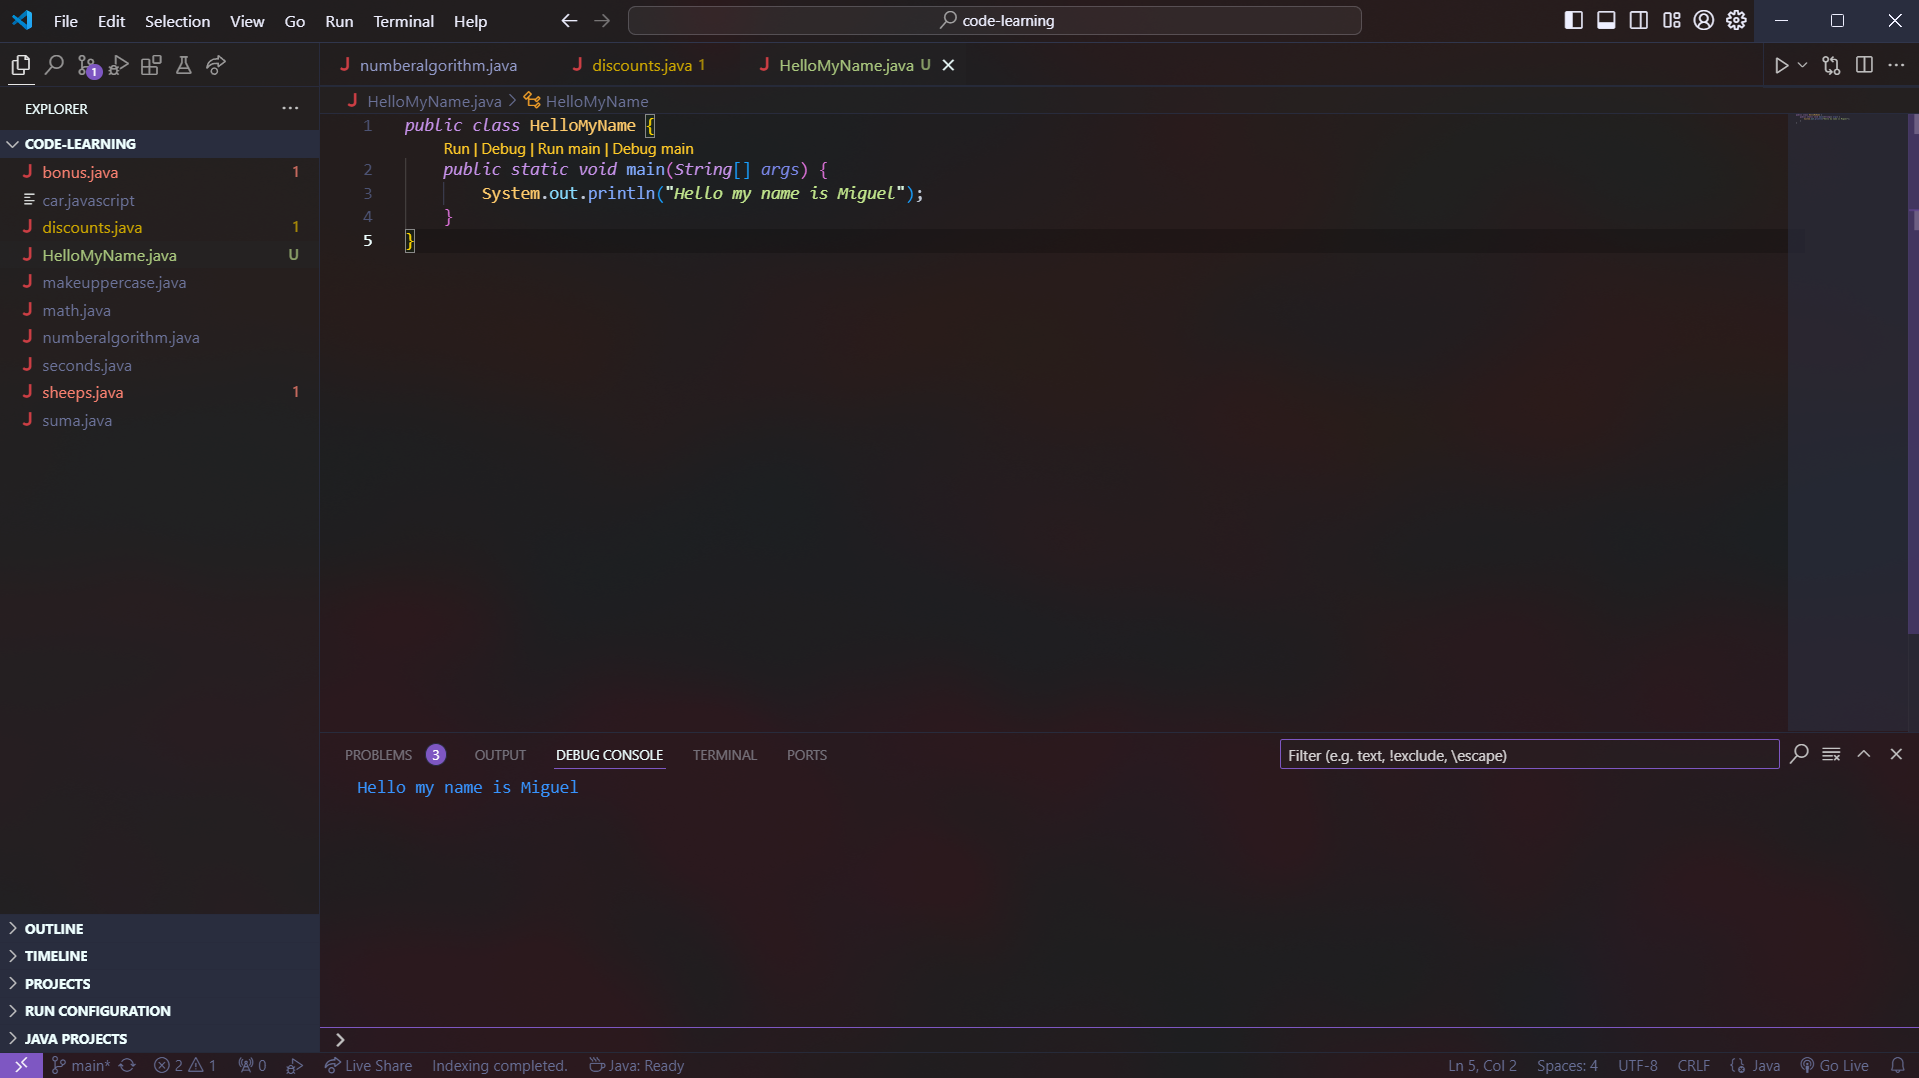 File Edit Selection View Go Run Terminal Help code-learning
1
numberalgorithm.java discounts.java 1 HelloMyName.java U
EXPLORER
HelloMyName.java HelloMyName
CODE-LEARNING
bonus.java 1
car.javascript
discounts.java 1
HelloMyName.java U
makeuppercase.java
math.java
numberalgorithm.java
seconds.java
sheeps.java 1
suma.java
1 public class HelloMyName {
Run | Debug | Run main | Debug main
2 public static void main(String[] args) {
3 System.out.println("Hello my name is Miguel");
4 }
5 }
PROBLEMS 3 OUTPUT DEBUG CONSOLE TERMINAL PORTS Filter (e.g. text, !exclude, \escape)
Hello my name is Miguel
OUTLINE
TIMELINE
PROJECTS
RUN CONFIGURATION
JAVA PROJECTS
main* 2 1 0 Live Share Indexing completed. Java: Ready Ln 5, Col 2 Spaces: 4 UTF-8 CRLF {} Java Go Live